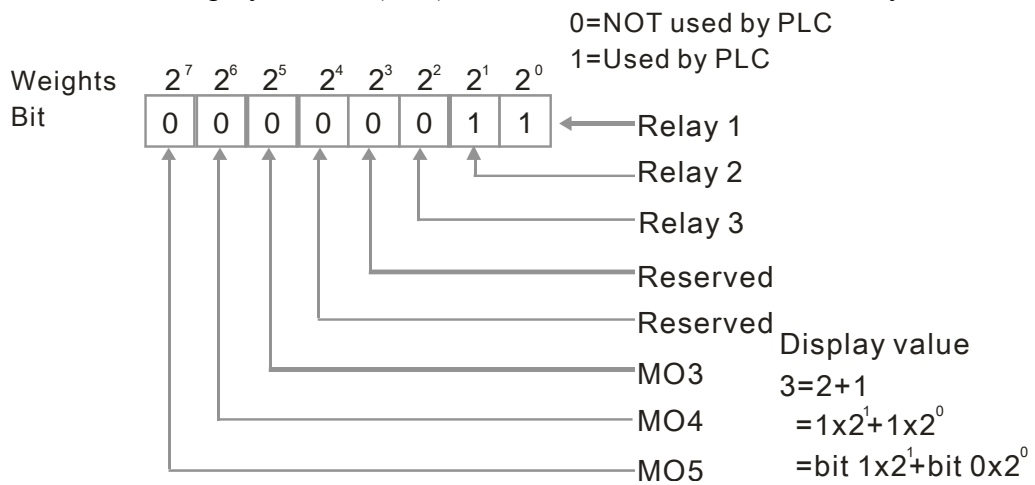 0=NOT used by PLC
1=Used by PLC
Weights 2⁷ 2⁶ 2⁵ 2⁴ 2³ 2² 2¹ 2⁰
Bit 0 0 0 0 0 0 1 1
Relay 1
Relay 2
Relay 3
Reserved
Reserved
MO3
MO4
MO5
Display value
3=2+1
=1x2¹+1x2⁰
=bit 1x2¹+bit 0x2⁰